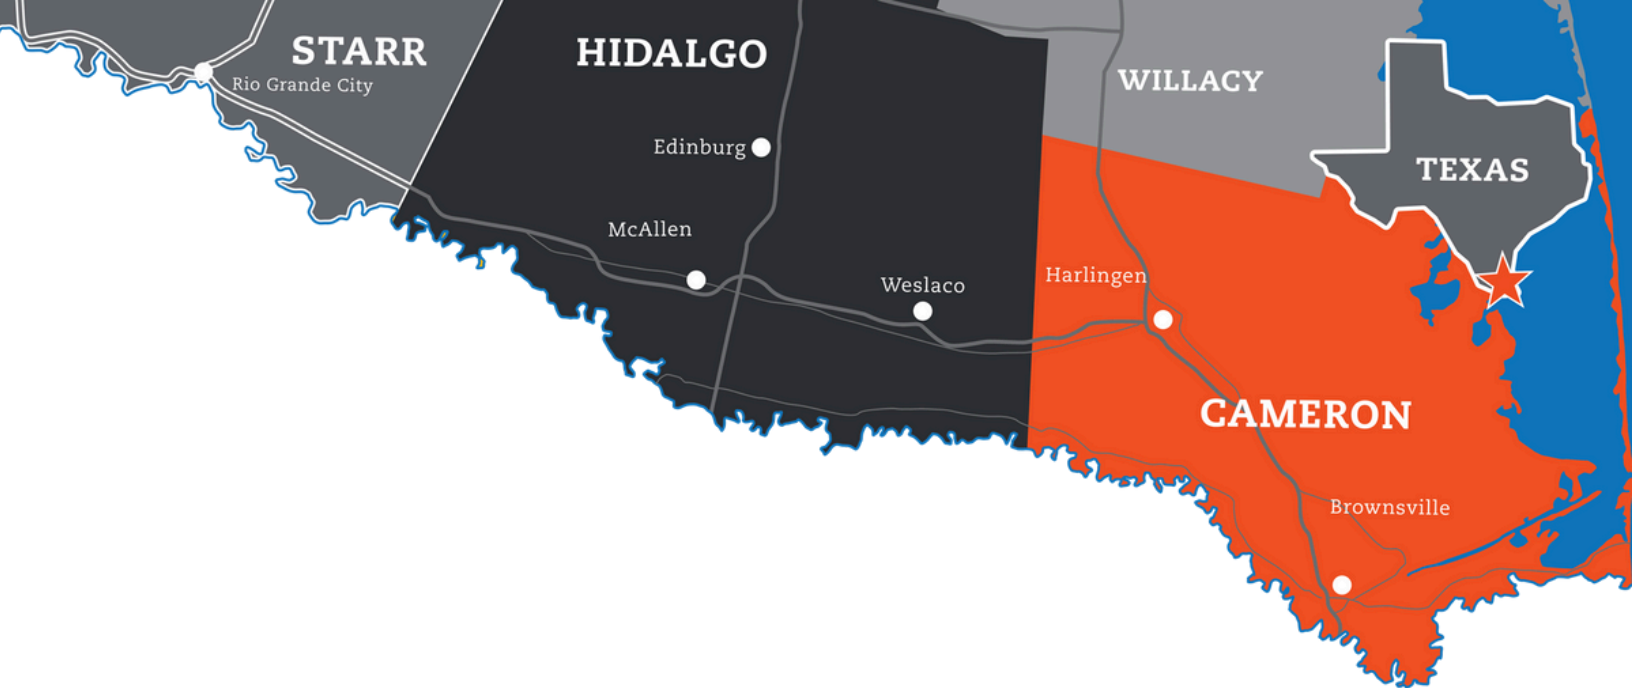 STARR
Rio Grande City
HIDALGO
Edinburg
McAllen
Weslaco
WILLACY
TEXAS
Harlingen
CAMERON
Brownsville